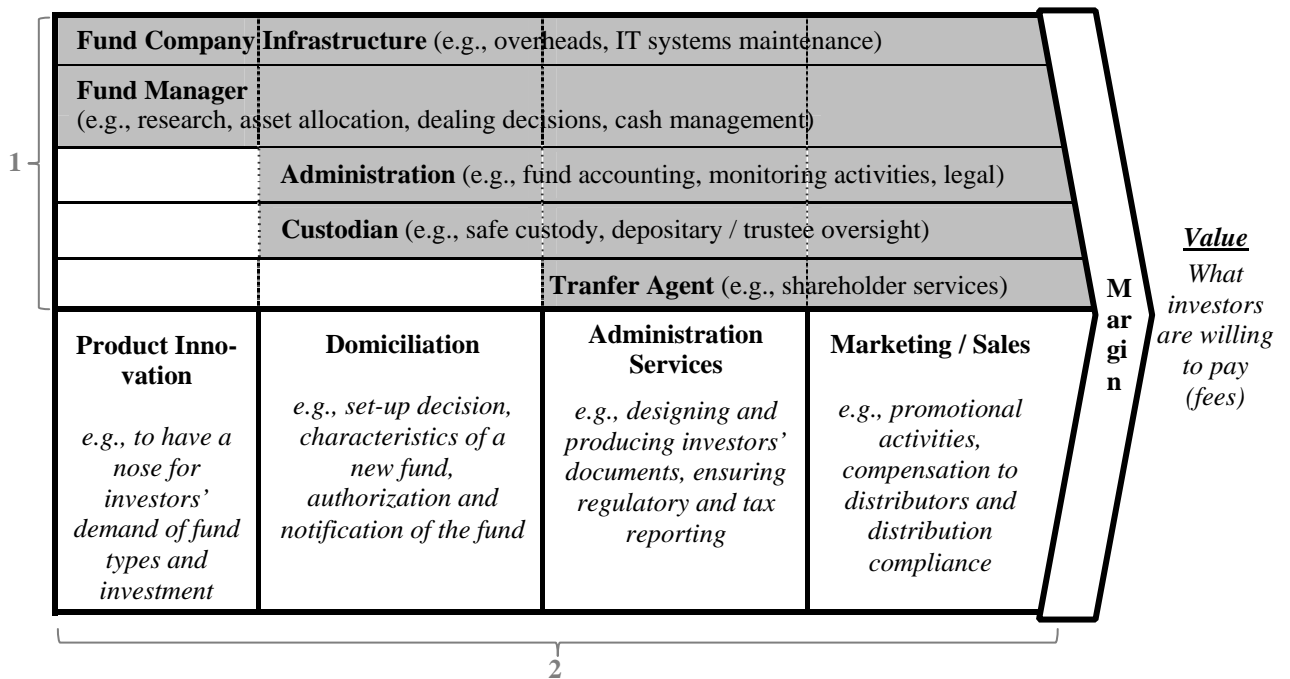 Fund Company Infrastructure (e.g., overheads, IT systems maintenance)
Fund Manager
(e.g., research, asset allocation, dealing decisions, cash management)
1
Administration (e.g., fund accounting, monitoring activities, legal)
Custodian (e.g., safe custody, depositary / trustee oversight)
Tranfer Agent (e.g., shareholder services)
Product Inno-
vation
e.g., to have a
nose for
investors’
demand of fund
types and
investment
Domiciliation
e.g., set-up decision,
characteristics of a
new fund,
authorization and
notification of the fund
Administration
Services
e.g., designing and
producing investors’
documents, ensuring
regulatory and tax
reporting
Marketing / Sales
e.g., promotional
activities,
compensation to
distributors and
distribution
compliance
M
ar
gi
n
Value
What
investors
are willing
to pay
(fees)
2